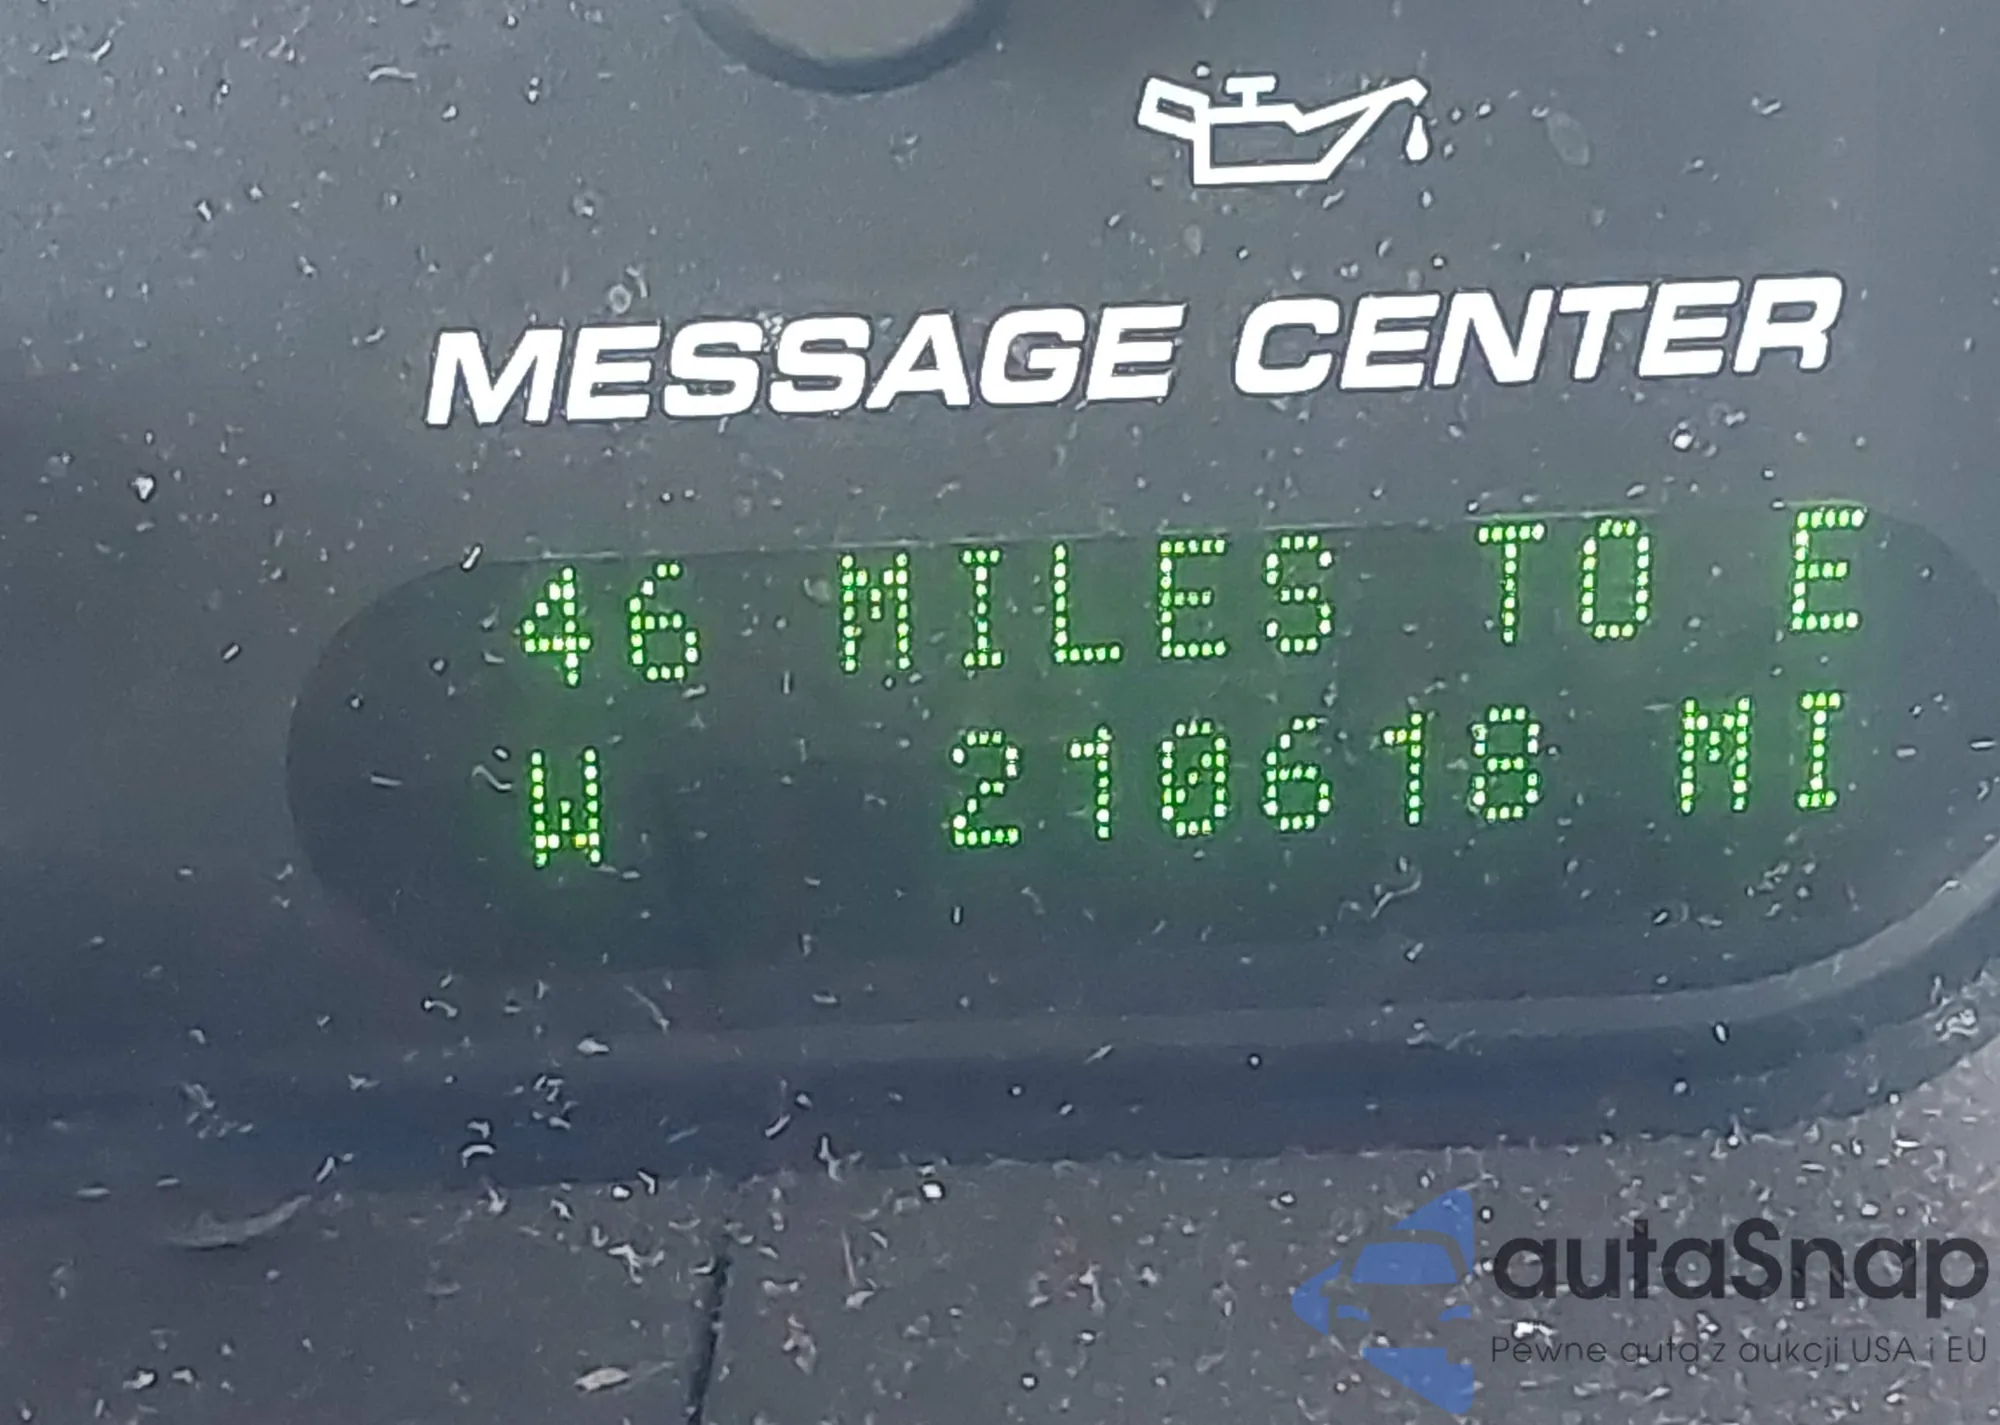 MESSAGE CENTER
46 MILES TO E
W 210618 MI
autaSnap
Pewne auta z aukcji USA i EU